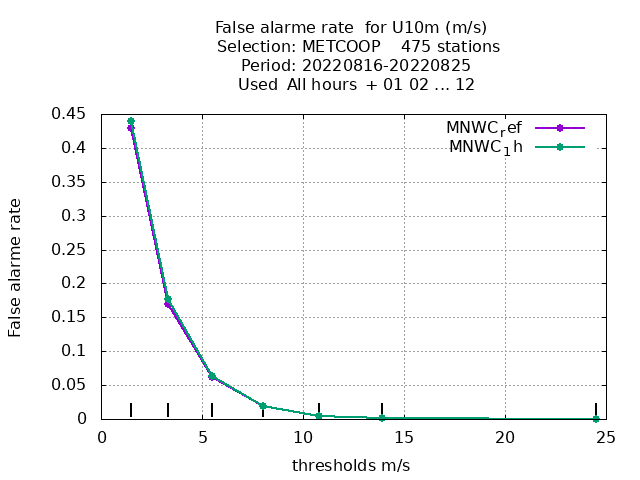 False alarme rate  for U10m (m/s)
Selection: METCOOP    475 stations
Period: 20220816-20220825
Used  All hours  + 01 02 ... 12
MNWC_ref
MNWC_1h
False alarme rate
0.45
0.4
0.35
0.3
0.25
0.2
0.15
0.1
0.05
0
0 5 10 15 20 25
thresholds m/s